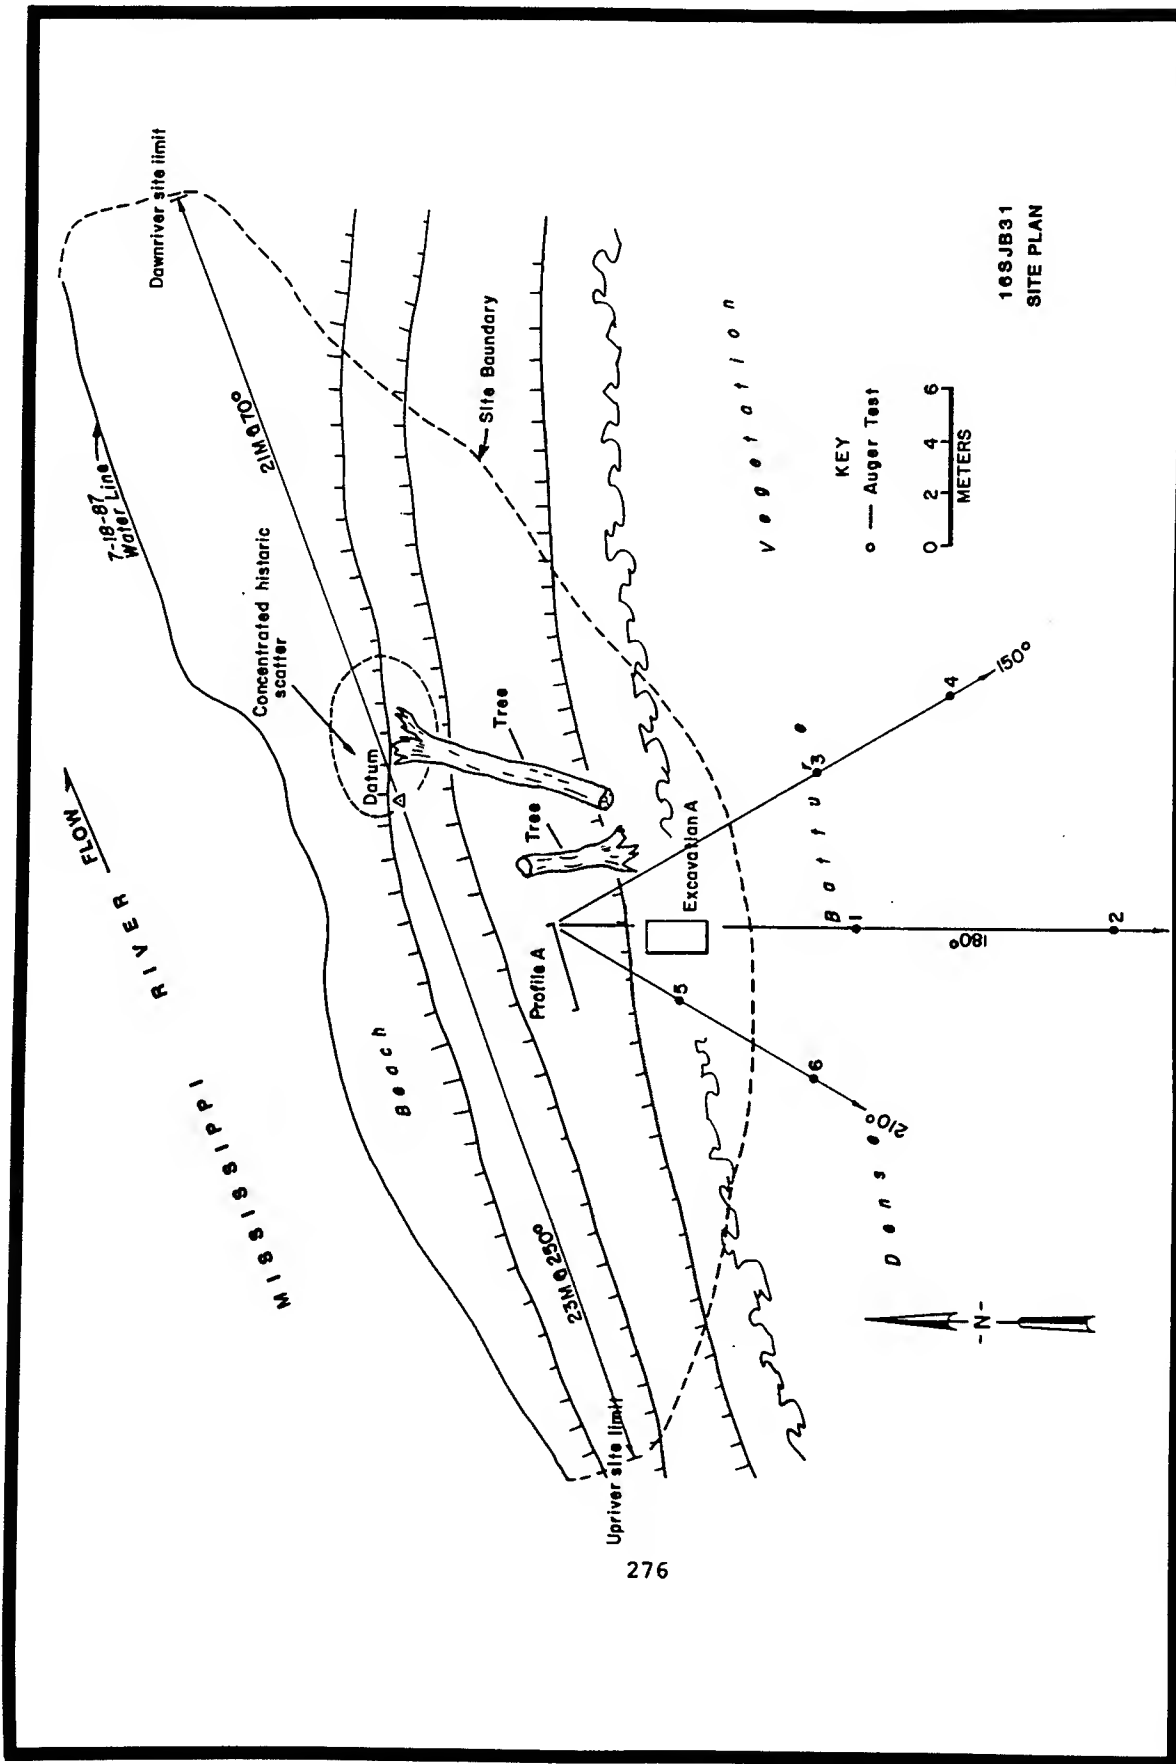 MISSISSIPPI RIVER FLOW
7-18-87
Water Line
Downriver site limit
21M@70°
Concentrated historic
scatter
Datum
Beach
Site Boundary
Tree
Tree
Profile A
Excavation A
23M@250°
Upriver site limit
5
6
210°
1
180°
2
3
4
150°
Dense Batture Vegetation
-N-
KEY
o — Auger Test
0 2 4 6
METERS
16SJB31
SITE PLAN
276